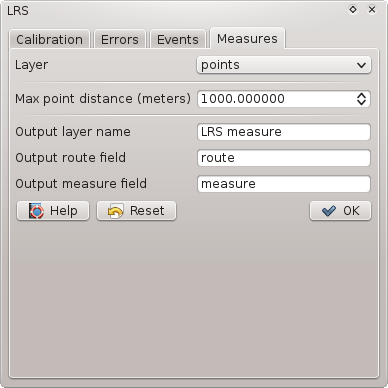 LRS
Calibration Errors Events Measures
Layer points
Max point distance (meters) 1000.000000
Output layer name LRS measure
Output route field route
Output measure field measure
Help Reset OK